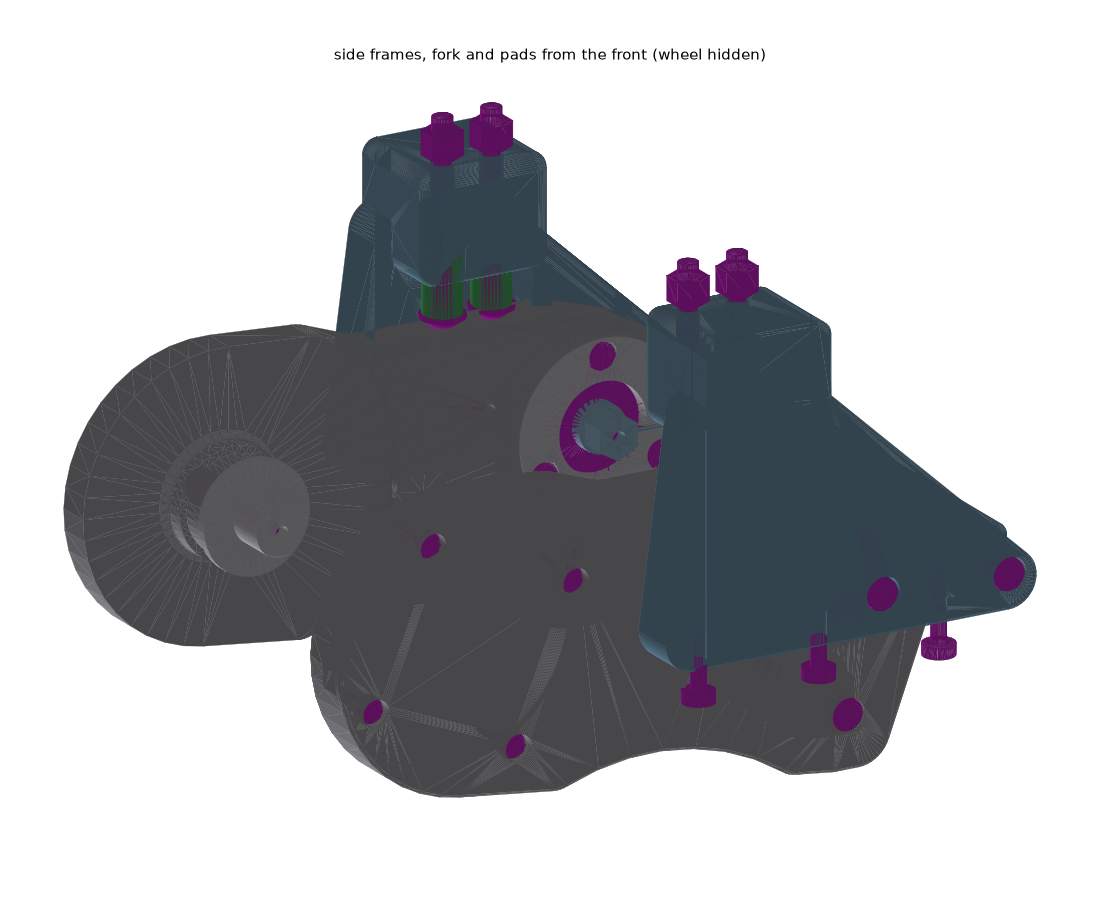 side frames, fork and pads from the front (wheel hidden)